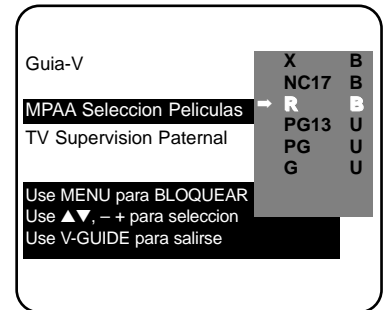 Guia-V
MPAA Seleccion Peliculas
TV Supervision Paternal
X B
NC17 B
➡ R B
PG13 U
PG U
G U
Use MENU para BLOQUEAR
Use ▲▼, – + para seleccion
Use V-GUIDE para salirse